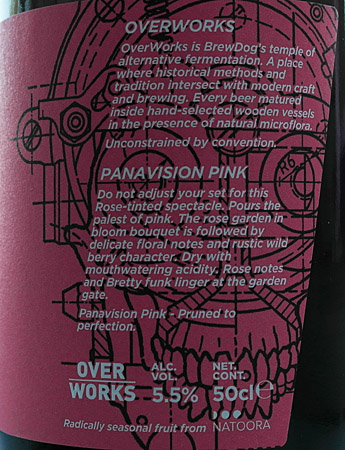 OVERWORKS
OverWorks is BrewDog's temple of
alternative fermentation. A place
where historical methods and
tradition intersect with modern craft
and brewing. Every beer matured
inside hand-selected wooden vessels
in the presence of natural microflora.
Unconstrained by convention.
PANAVISION PINK
Do not adjust your set for this
Rose-tinted spectacle. Pours the
palest of pink. The rose garden in
bloom bouquet is followed by
delicate floral notes and rustic wild
berry character. Dry with
mouthwatering acidity. Rose notes
and Bretty funk linger at the garden
gate.
Panavision Pink - Pruned to
perfection.
R6
OVER WORKS
ALC. VOL. 5.5%
NET. CONT. 50cl℮
Radically seasonal fruit from NATOORA